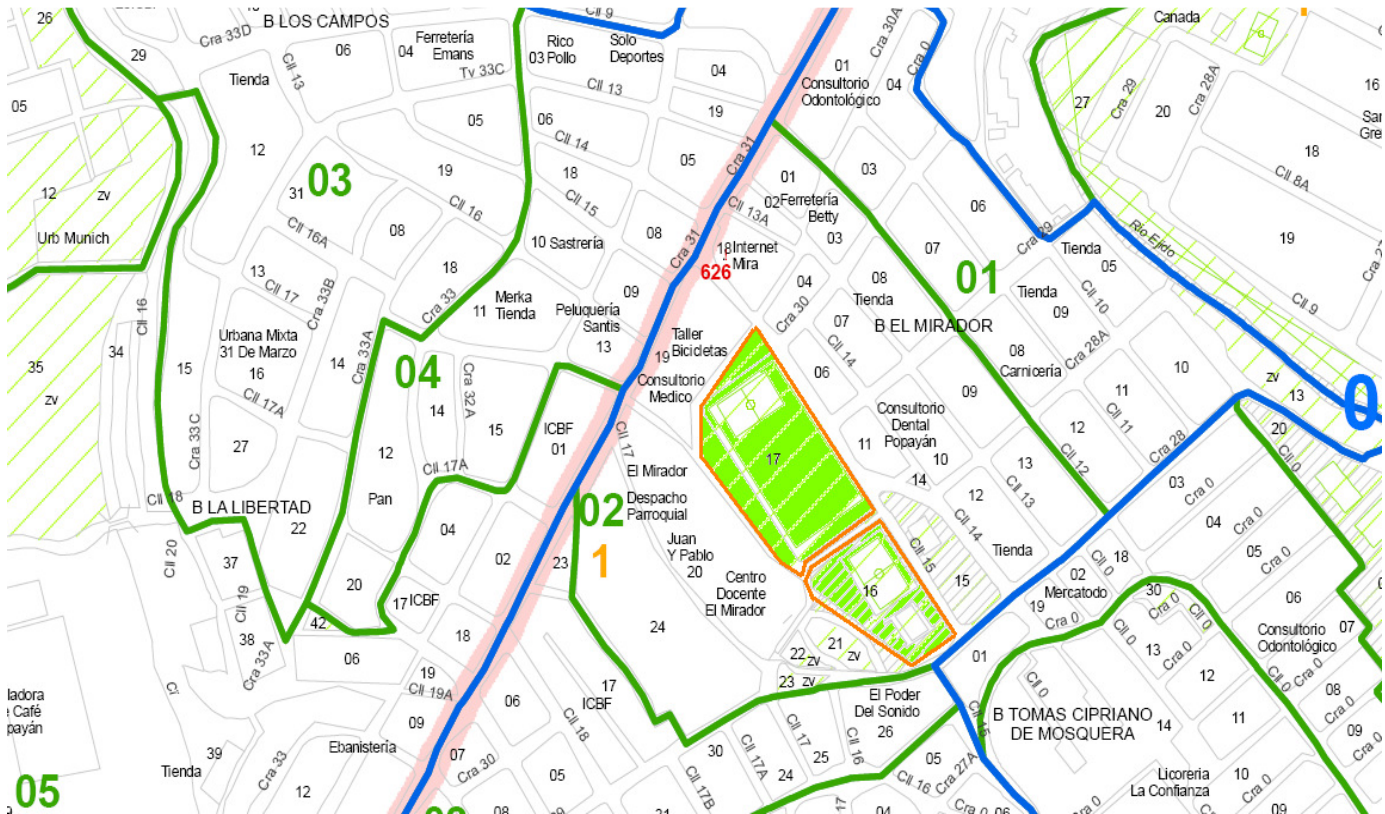 26
B LOS CAMPOS
Cra 33D
Cll 9
Canada
29
06
04
Ferretería
Emans
Tv 33C
Rico
03 Pollo
Solo
Deportes
04
Cll 13
Cra 30A
01
Consultorio
Odontológico
04
Cra 0
27
Cra 29
20
Cra 28A
16
05
Tienda
Cll 13
05
06
Cll 14
19
Cra 31
18
Cll 8A
12
03
31
19
18
05
01
03
12
zv
Urb Munich
Cll 16
Cll 15
02 Ferretería
Betty
Cll 13A
06
Cll 16A
08
10 Sastrería
08
Cra 31
18 Internet
Mira
626
03
07
Cra 29
Río Ejido
19
13
Cll 17
Cra 33B
18
Cra 33
11
Merka
Tienda
09
04
Cra 30
08
Tienda
01
Tienda
05
Cll 10
Cll 9
Cll 16
Urbana Mixta
31 De Marzo
16
Cra 33A
Peluquería
Santis
13
Taller
19 Bicicletas
07
Cll 14
B EL MIRADOR
Tienda
09
Cra 28A
34
35
zv
15
14
04
Consultorio
Medico
06
08
Carnicería
10
Cll 17A
Cra 33C
27
14
Cra 32A
15
ICBF
01
Cll 17
09
11
Cll 11
zv
13
0
12
Cll 17A
El Mirador
17
Consultorio
Dental
Popayán
11
10
12
Cra 28
20
Cll 0
Cll 18
B LA LIBERTAD
22
Pan
Despacho
Parroquial
02
14
13
Cll 13
Cll 12
03
Cra 0
04
02
1
23
Juan
Y Pablo
20
12
Cll 14
04
Cra 0
Cll 20
37
Cll 19
20
17 ICBF
Centro
Docente
El Mirador
16
Cll 15
15
Tienda
18
Cll 0
02
Mercatodo
05
Cra 0
38
Cra 33A
42
18
24
19
Cra 0
30
Cra 0
Cll 0
06
06
19
Cll 19A
22
zv
21
zv
01
Cll 0
13
Cra 0
Consultorio
Odontológico
07
23
zv
Cll 0
12
Cra 0
08
Cra 0
09
06
17
ICBF
Cll 18
El Poder
Del Sonido
26
Cll 15
B TOMAS CIPRIANO
DE MOSQUERA
14
11
09
Cra 0
Ebanistería
39
Tienda
Cra 33
12
07
Cra 30
05
30
Cll 17A
Cll 17
25
24
Cll 16
05
Cra 27A
Cll 16
Licoreria
La Confianza
10
Cra 0
Cra 0
05
08
Cll 17B
17
04
Cra 0
06
09